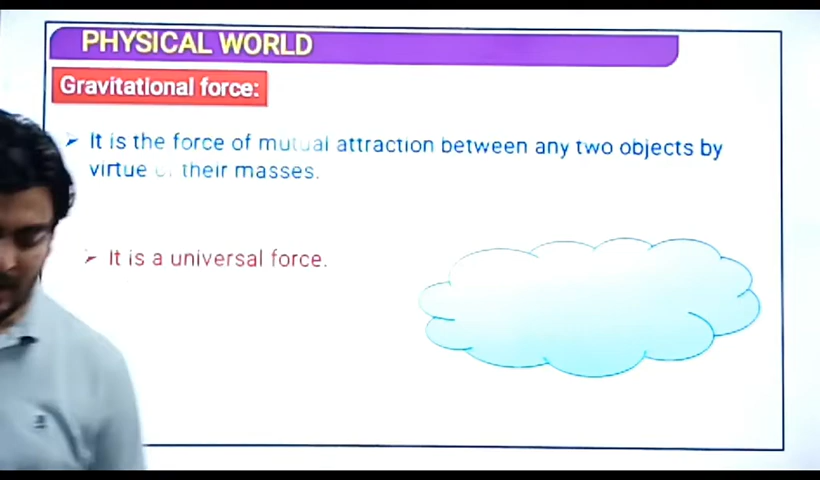 PHYSICAL WORLD
Gravitational force:
➤ It is the force of mutual attraction between any two objects by
virtue of their masses.
➤ It is a universal force.